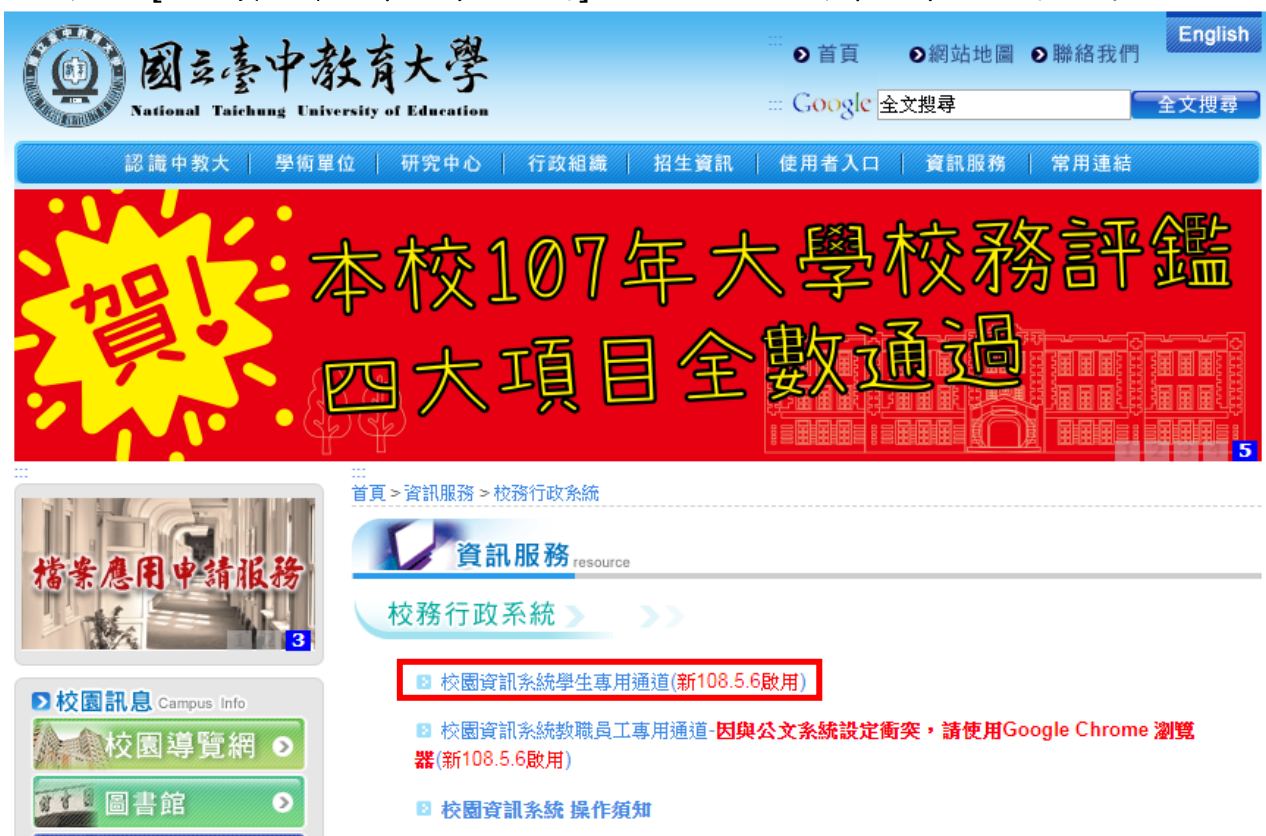 English
國立臺中教育大學
National Taichung University of Education
首頁 網站地圖 聯絡我們
Google 全文搜尋 全文搜尋
認識中教大 | 學術單位 | 研究中心 | 行政組織 | 招生資訊 | 使用者入口 | 資訊服務 | 常用連結
賀!
本校107年大學校務評鑑
四大項目全數通過
1 2 3 4 5
首頁 > 資訊服務 > 校務行政系統
檔案應用申請服務
1 2 3
資訊服務 resource
校務行政系統
校園資訊系統學生專用通道(新108.5.6啟用)
校園資訊系統教職員工專用通道-因與公文系統設定衝突,請使用Google Chrome 瀏覽
器(新108.5.6啟用)
校園資訊系統 操作須知
校園訊息 Campus Info
校園導覽網
圖書館